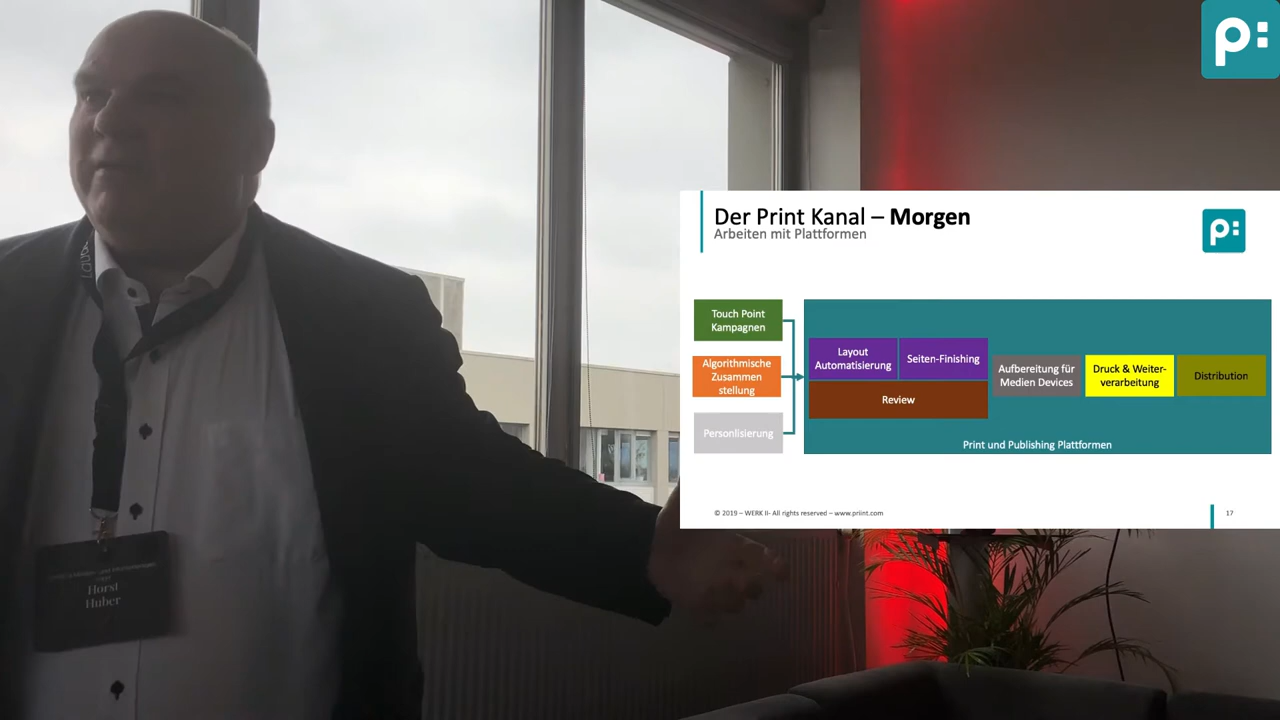 p:
Der Print Kanal – Morgen
Arbeiten mit Plattformen
p:
Touch Point
Kampagnen
Algorithmische
Zusammen
stellung
Personlisierung
Layout
Automatisierung
Seiten-Finishing
Review
Aufbereitung für
Medien Devices
Druck & Weiter-
verarbeitung
Distribution
Print und Publishing Plattformen
© 2019 – WERK II- All rights reserved – www.priint.com
17
Horst
Huber